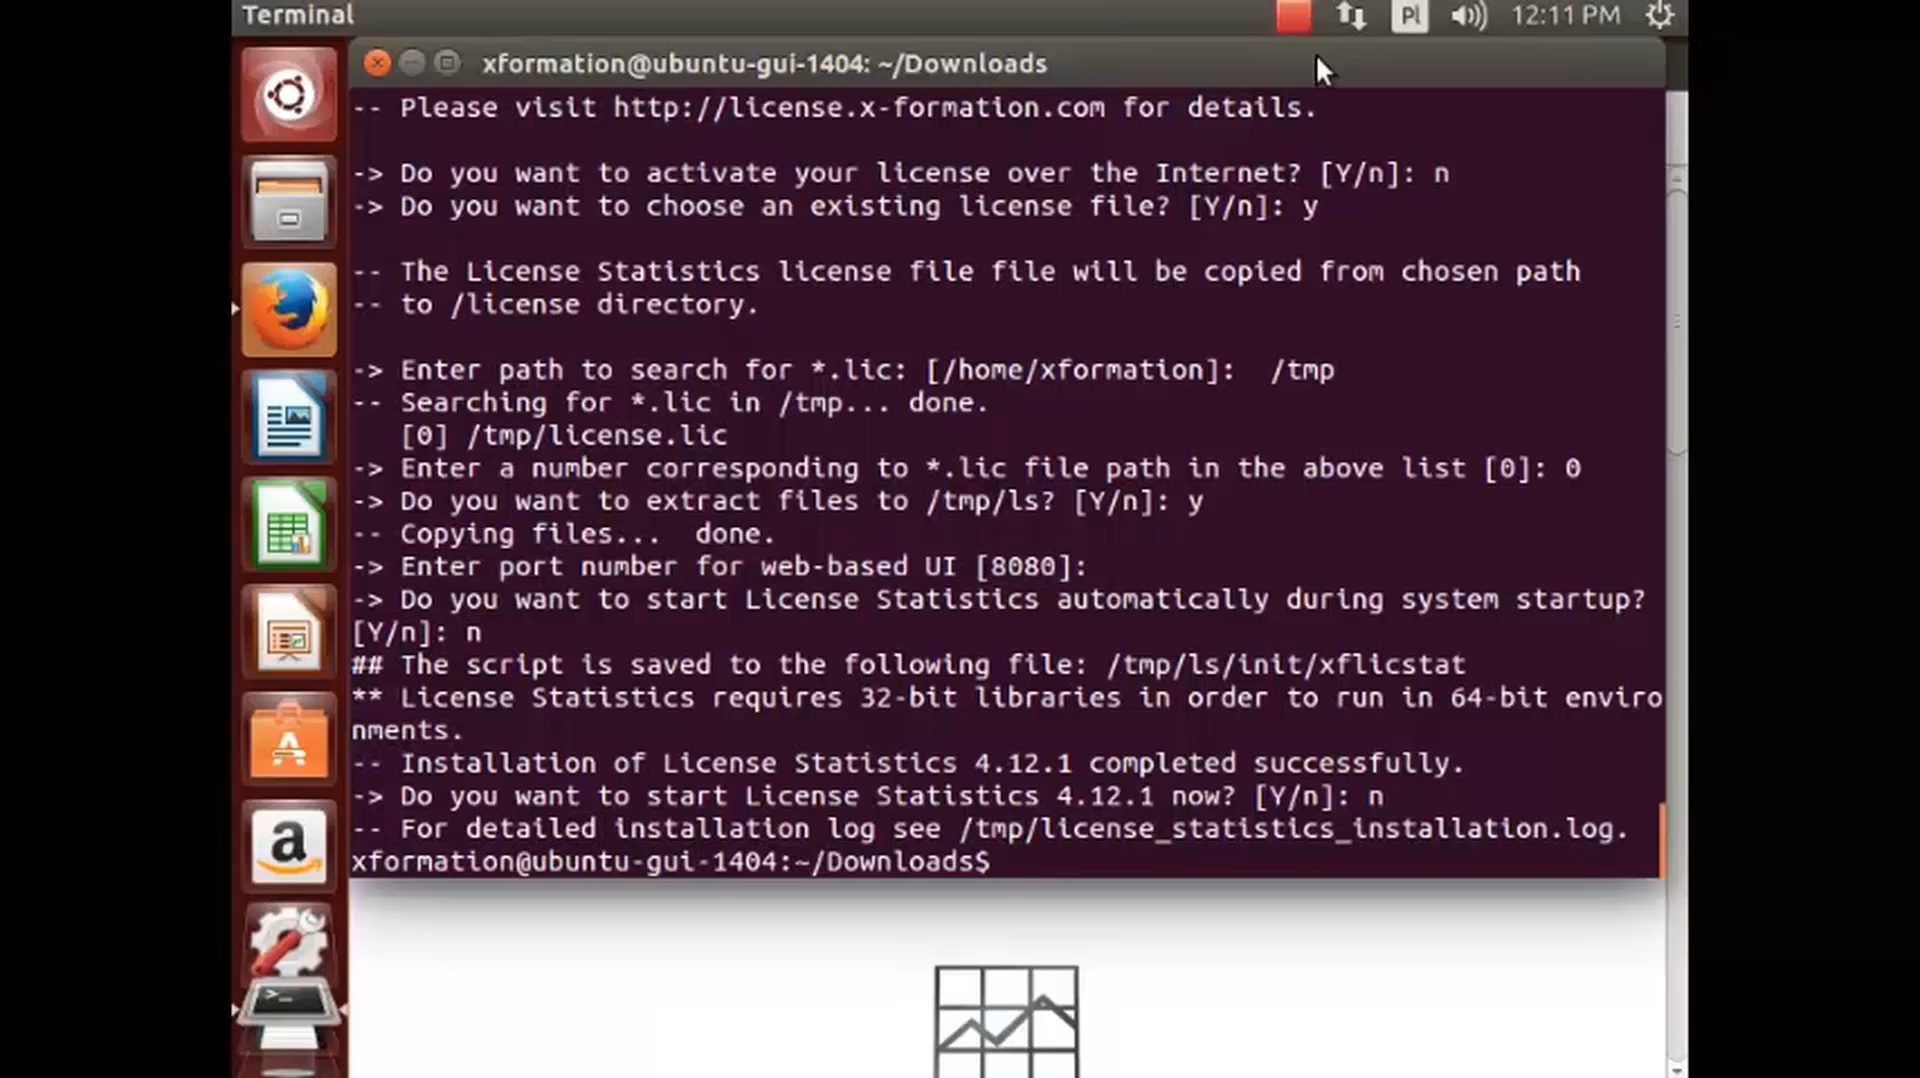 Terminal
Pl
12:11 PM
xformation@ubuntu-gui-1404: ~/Downloads
-- Please visit http://license.x-formation.com for details.
-> Do you want to activate your license over the Internet? [Y/n]: n
-> Do you want to choose an existing license file? [Y/n]: y
-- The License Statistics license file file will be copied from chosen path
-- to /license directory.
-> Enter path to search for *.lic: [/home/xformation]:  /tmp
-- Searching for *.lic in /tmp... done.
[0] /tmp/license.lic
-> Enter a number corresponding to *.lic file path in the above list [0]: 0
-> Do you want to extract files to /tmp/ls? [Y/n]: y
-- Copying files...  done.
-> Enter port number for web-based UI [8080]:
-> Do you want to start License Statistics automatically during system startup?
[Y/n]: n
## The script is saved to the following file: /tmp/ls/init/xflicstat
** License Statistics requires 32-bit libraries in order to run in 64-bit enviro
nments.
-- Installation of License Statistics 4.12.1 completed successfully.
-> Do you want to start License Statistics 4.12.1 now? [Y/n]: n
-- For detailed installation log see /tmp/license_statistics_installation.log.
xformation@ubuntu-gui-1404:~/Downloads$